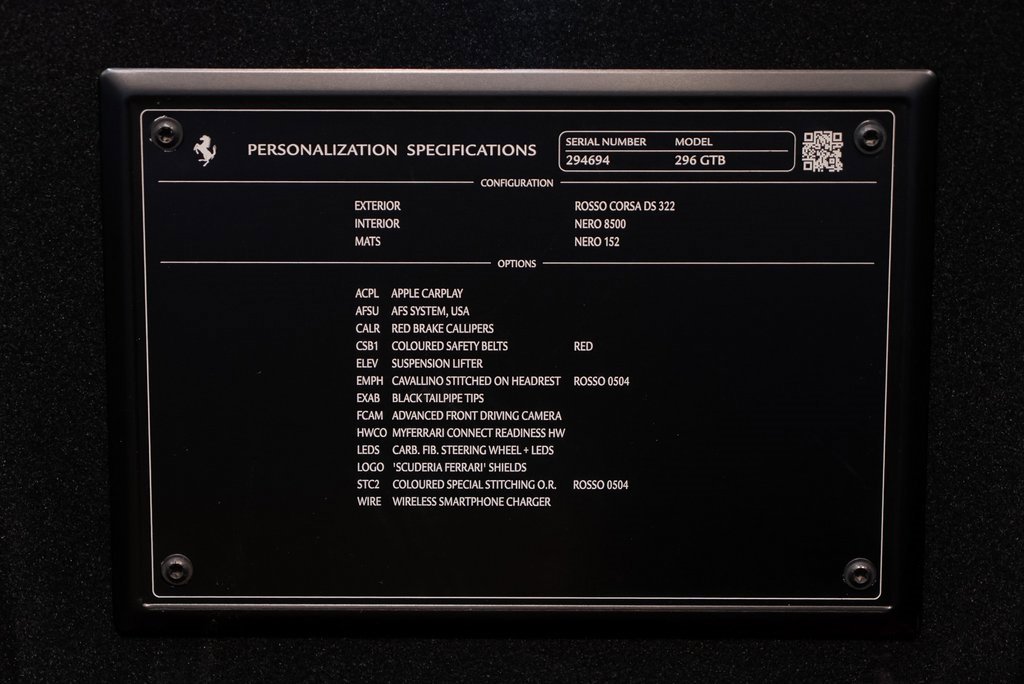 PERSONALIZATION SPECIFICATIONS
SERIAL NUMBER MODEL
294694 296 GTB
CONFIGURATION
EXTERIOR ROSSO CORSA DS 322
INTERIOR NERO 8500
MATS NERO 152
OPTIONS
ACPL APPLE CARPLAY
AFSU AFS SYSTEM, USA
CALR RED BRAKE CALLIPERS
CSB1 COLOURED SAFETY BELTS RED
ELEV SUSPENSION LIFTER
EMPH CAVALLINO STITCHED ON HEADREST ROSSO 0504
EXAB BLACK TAILPIPE TIPS
FCAM ADVANCED FRONT DRIVING CAMERA
HWCO MYFERRARI CONNECT READINESS HW
LEDS CARB. FIB. STEERING WHEEL + LEDS
LOGO 'SCUDERIA FERRARI' SHIELDS
STC2 COLOURED SPECIAL STITCHING O.R. ROSSO 0504
WIRE WIRELESS SMARTPHONE CHARGER